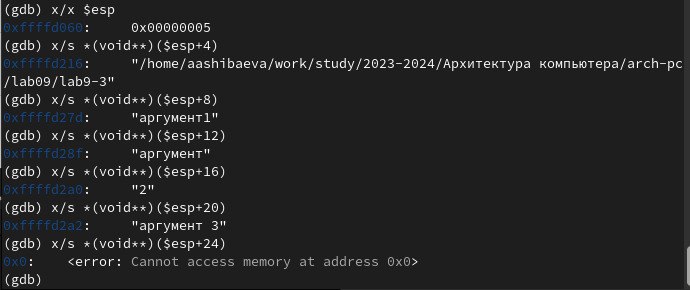 (gdb) x/x $esp
0xffffd060:     0x00000005
(gdb) x/s *(void**)($esp+4)
0xffffd216:     "/home/aashibaeva/work/study/2023-2024/Архитектура компьютера/arch-pc
/lab09/lab9-3"
(gdb) x/s *(void**)($esp+8)
0xffffd27d:     "аргумент1"
(gdb) x/s *(void**)($esp+12)
0xffffd28f:     "аргумент"
(gdb) x/s *(void**)($esp+16)
0xffffd2a0:     "2"
(gdb) x/s *(void**)($esp+20)
0xffffd2a2:     "аргумент 3"
(gdb) x/s *(void**)($esp+24)
0x0:    <error: Cannot access memory at address 0x0>
(gdb)